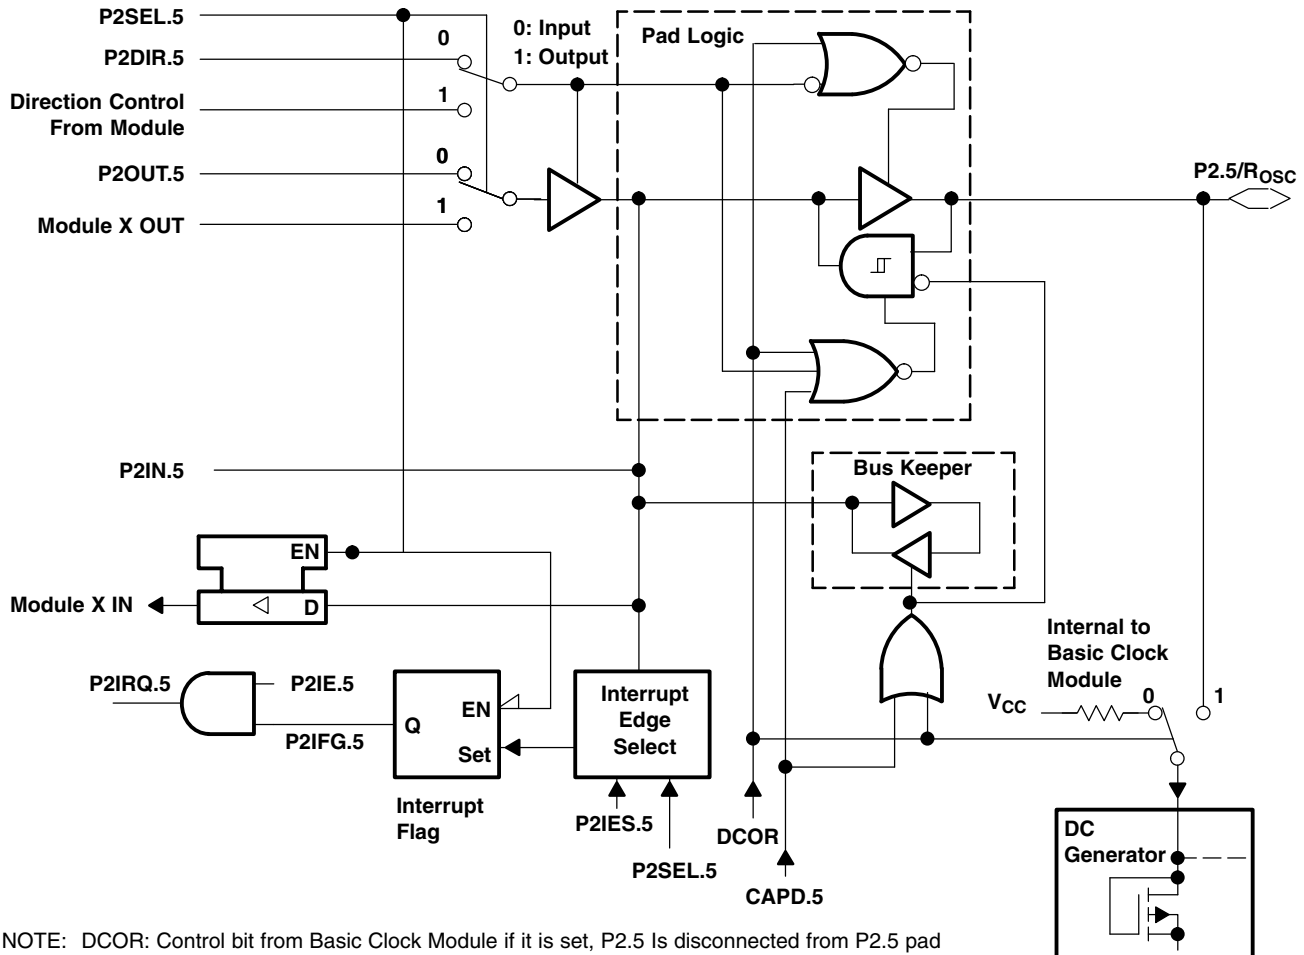 P2SEL.5
0: Input
1: Output
Pad Logic
0
P2DIR.5
1
Direction Control
From Module
0
P2OUT.5
P2.5/ROSC
1
Module X OUT
P2IN.5
Bus Keeper
EN
Module X IN
D
Internal to
Basic Clock
Module
P2IRQ.5
P2IE.5
Interrupt
Edge
Select
EN
Q
Set
P2IFG.5
VCC
0
1
Interrupt
Flag
P2IES.5
DCOR
P2SEL.5
CAPD.5
DC
Generator
NOTE: DCOR: Control bit from Basic Clock Module if it is set, P2.5 Is disconnected from P2.5 pad